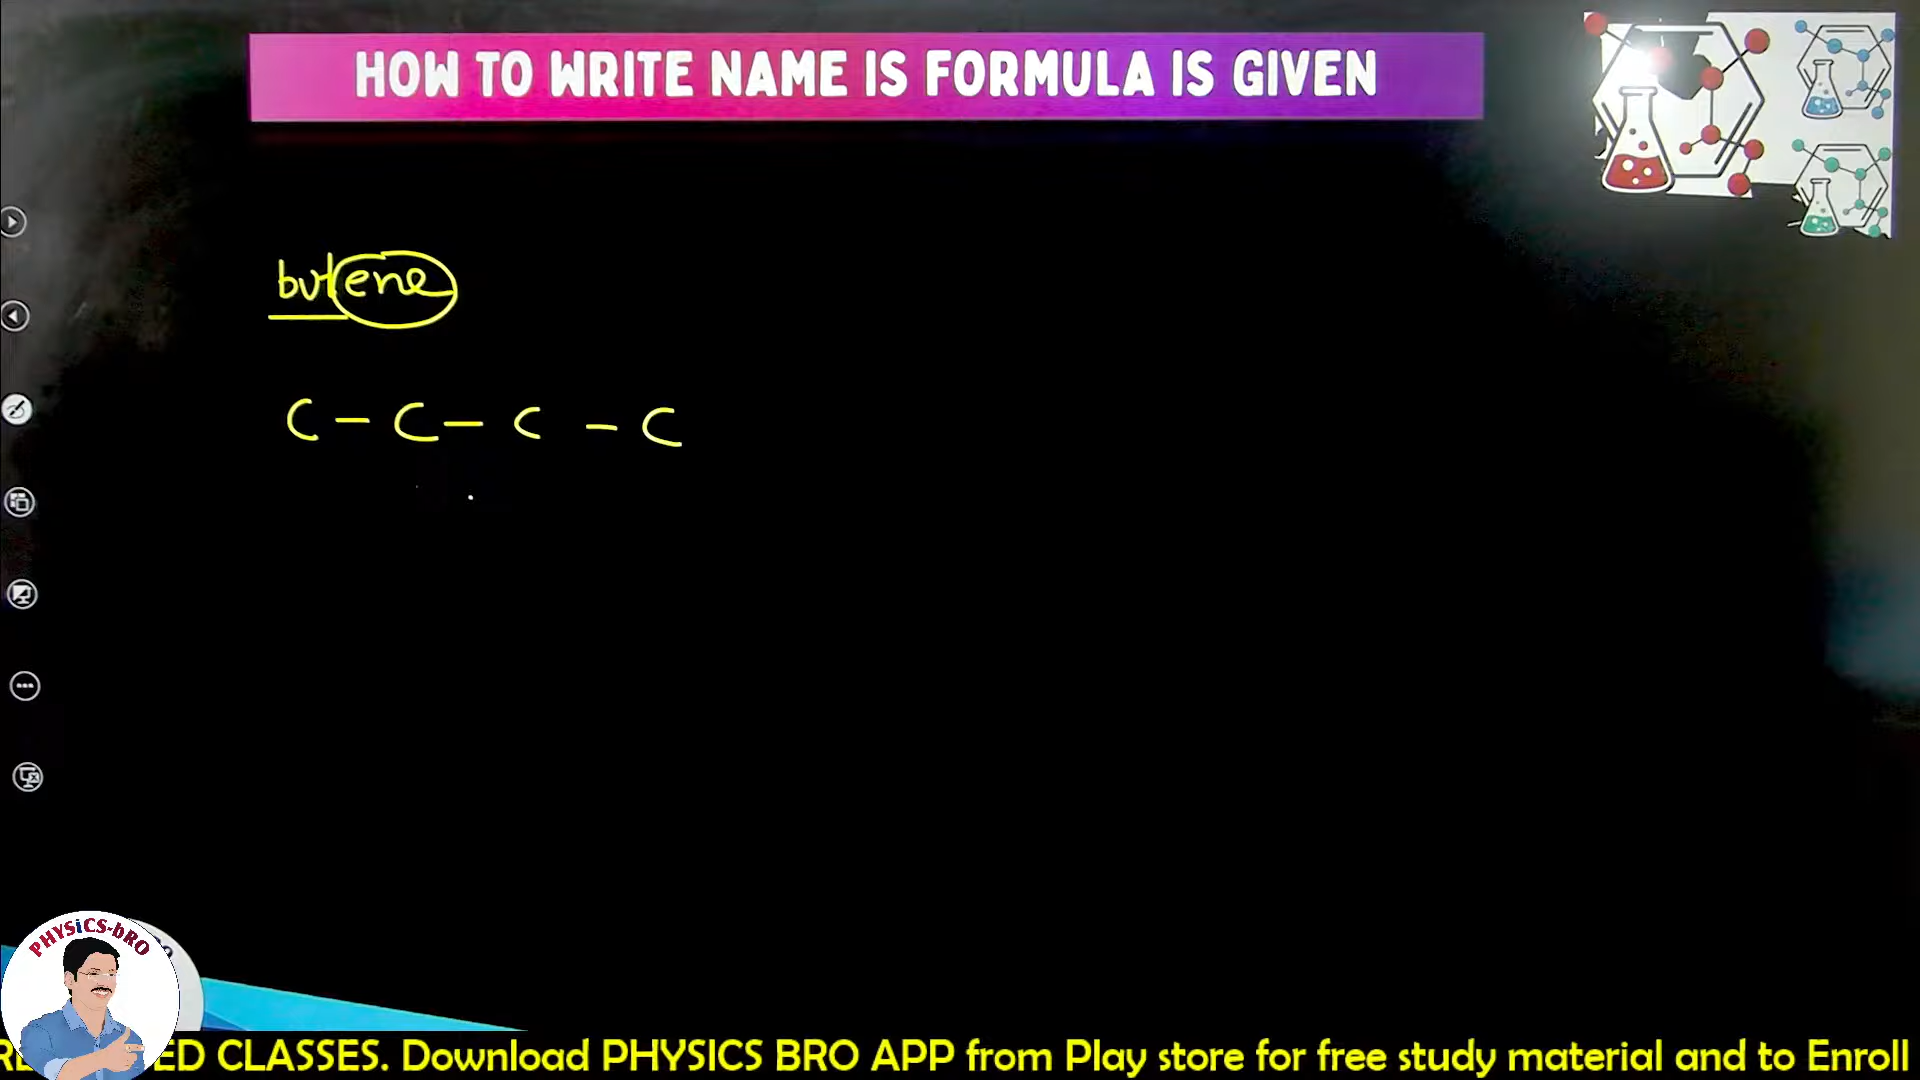 HOW TO WRITE NAME IS FORMULA IS GIVEN
butene
C - C - C - C
PHYSiCS-bRO
ED CLASSES. Download PHYSICS BRO APP from Play store for free study material and to Enroll